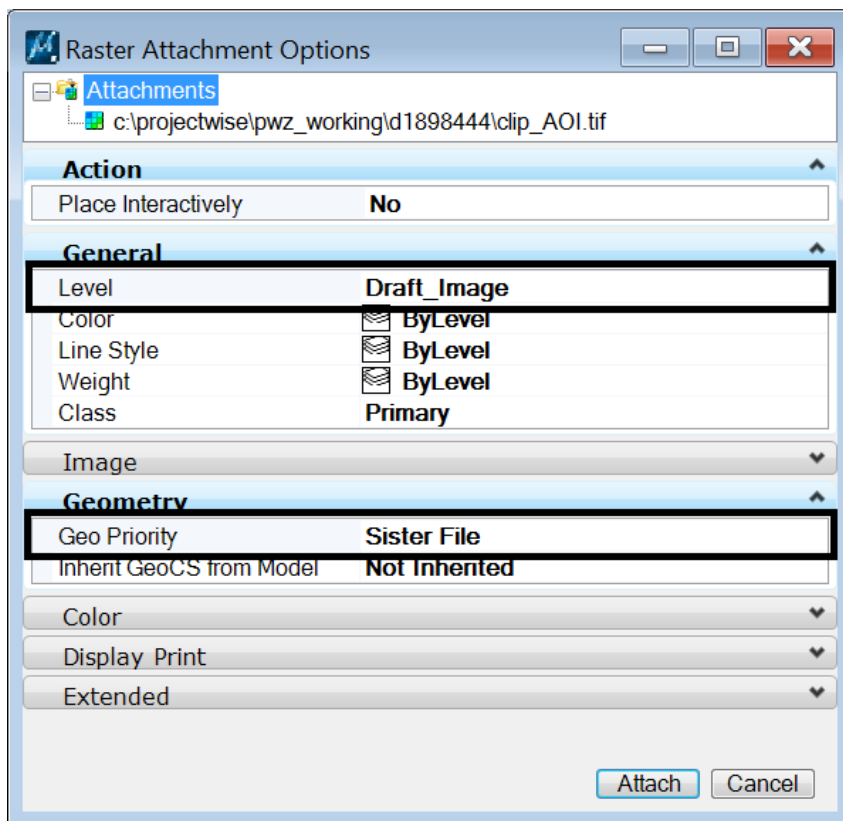 Raster Attachment Options
Attachments
c:\projectwise\pwz_working\d1898444\clip_AOI.tif
Action
Place Interactively No
General
Level Draft_Image
Color ByLevel
Line Style ByLevel
Weight ByLevel
Class Primary
Image
Geometry
Geo Priority Sister File
Inherit GeoCS from Model Not Inherited
Color
Display Print
Extended
Attach Cancel